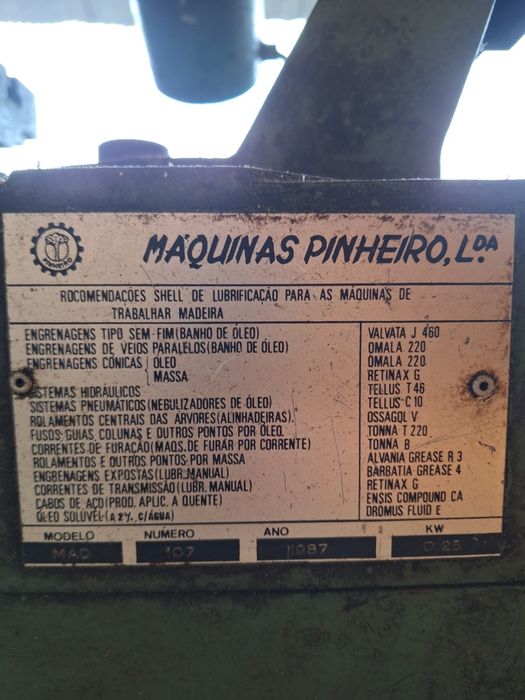 PINHEIRO
MÁQUINAS PINHEIRO, L.DA
ROCOMENDAÇÕES SHELL DE LUBRIFICAÇÃO PARA AS MÁQUINAS DE
TRABALHAR MADEIRA
ENGRENAGENS TIPO SEM-FIM (BANHO DE ÓLEO) VALVATA J 460
ENGRENAGENS DE VEIOS PARALELOS (BANHO DE ÓLEO) OMALA 220
ENGRENAGENS CÓNICAS ÓLEO OMALA 220
MASSA RETINAX G
SISTEMAS HIDRÁULICOS TELLUS T 46
SISTEMAS PNEUMÁTICOS (NEBULIZADORES DE ÓLEO) TELLUS-C 10
ROLAMENTOS CENTRAIS DAS ÁRVORES (ALINHADEIRAS). OSSAGOL V
FUSOS, GUIAS, COLUNAS E OUTROS PONTOS POR ÓLEO. TONNA T 220
CORRENTES DE FURAÇÃO (MAQS. DE FURAR POR CORRENTE) TONNA B
ROLAMENTOS E OUTROS PONTOS POR MASSA ALVANIA GREASE R 3
ENGBENAGENS EXPOSTAS (LUBR. MANUAL) BARBATIA GREASE 4
CORRENTES DE TRANSMISSÃO (LUBR. MANUAL) RETINAX G
CABOS DE AÇO (PROD. APLIC. A QUENTE) ENSIS COMPOUND CA
ÓLEO SOLÚVEL (A 2%, C/ÁGUA) DROMUS FLUID E
MODELO NUMERO ANO KW
107 1987 0.25